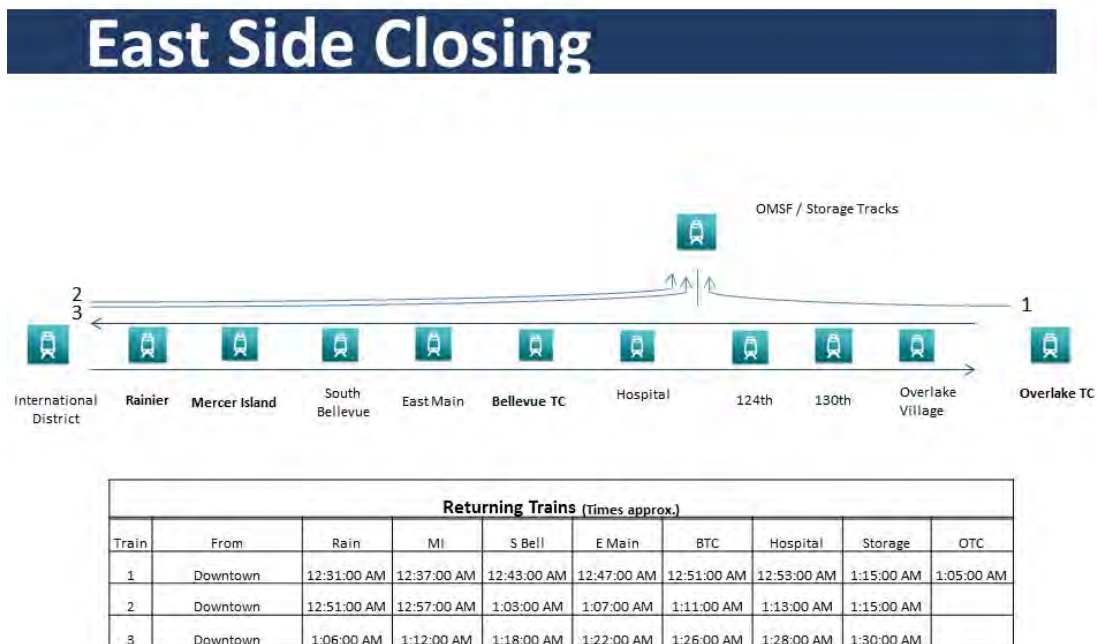 East Side Closing
OMSF / Storage Tracks
2
3
1
International
District
Rainier
Mercer Island
South
Bellevue
East Main
Bellevue TC
Hospital
124th
130th
Overlake
Village
Overlake TC
Returning Trains (Times approx.)
Train From Rain MI S Bell E Main BTC Hospital Storage OTC
1 Downtown 12:31:00 AM 12:37:00 AM 12:43:00 AM 12:47:00 AM 12:51:00 AM 12:53:00 AM 1:15:00 AM 1:05:00 AM
2 Downtown 12:51:00 AM 12:57:00 AM 1:03:00 AM 1:07:00 AM 1:11:00 AM 1:13:00 AM 1:15:00 AM
3 Downtown 1:06:00 AM 1:12:00 AM 1:18:00 AM 1:22:00 AM 1:26:00 AM 1:28:00 AM 1:30:00 AM